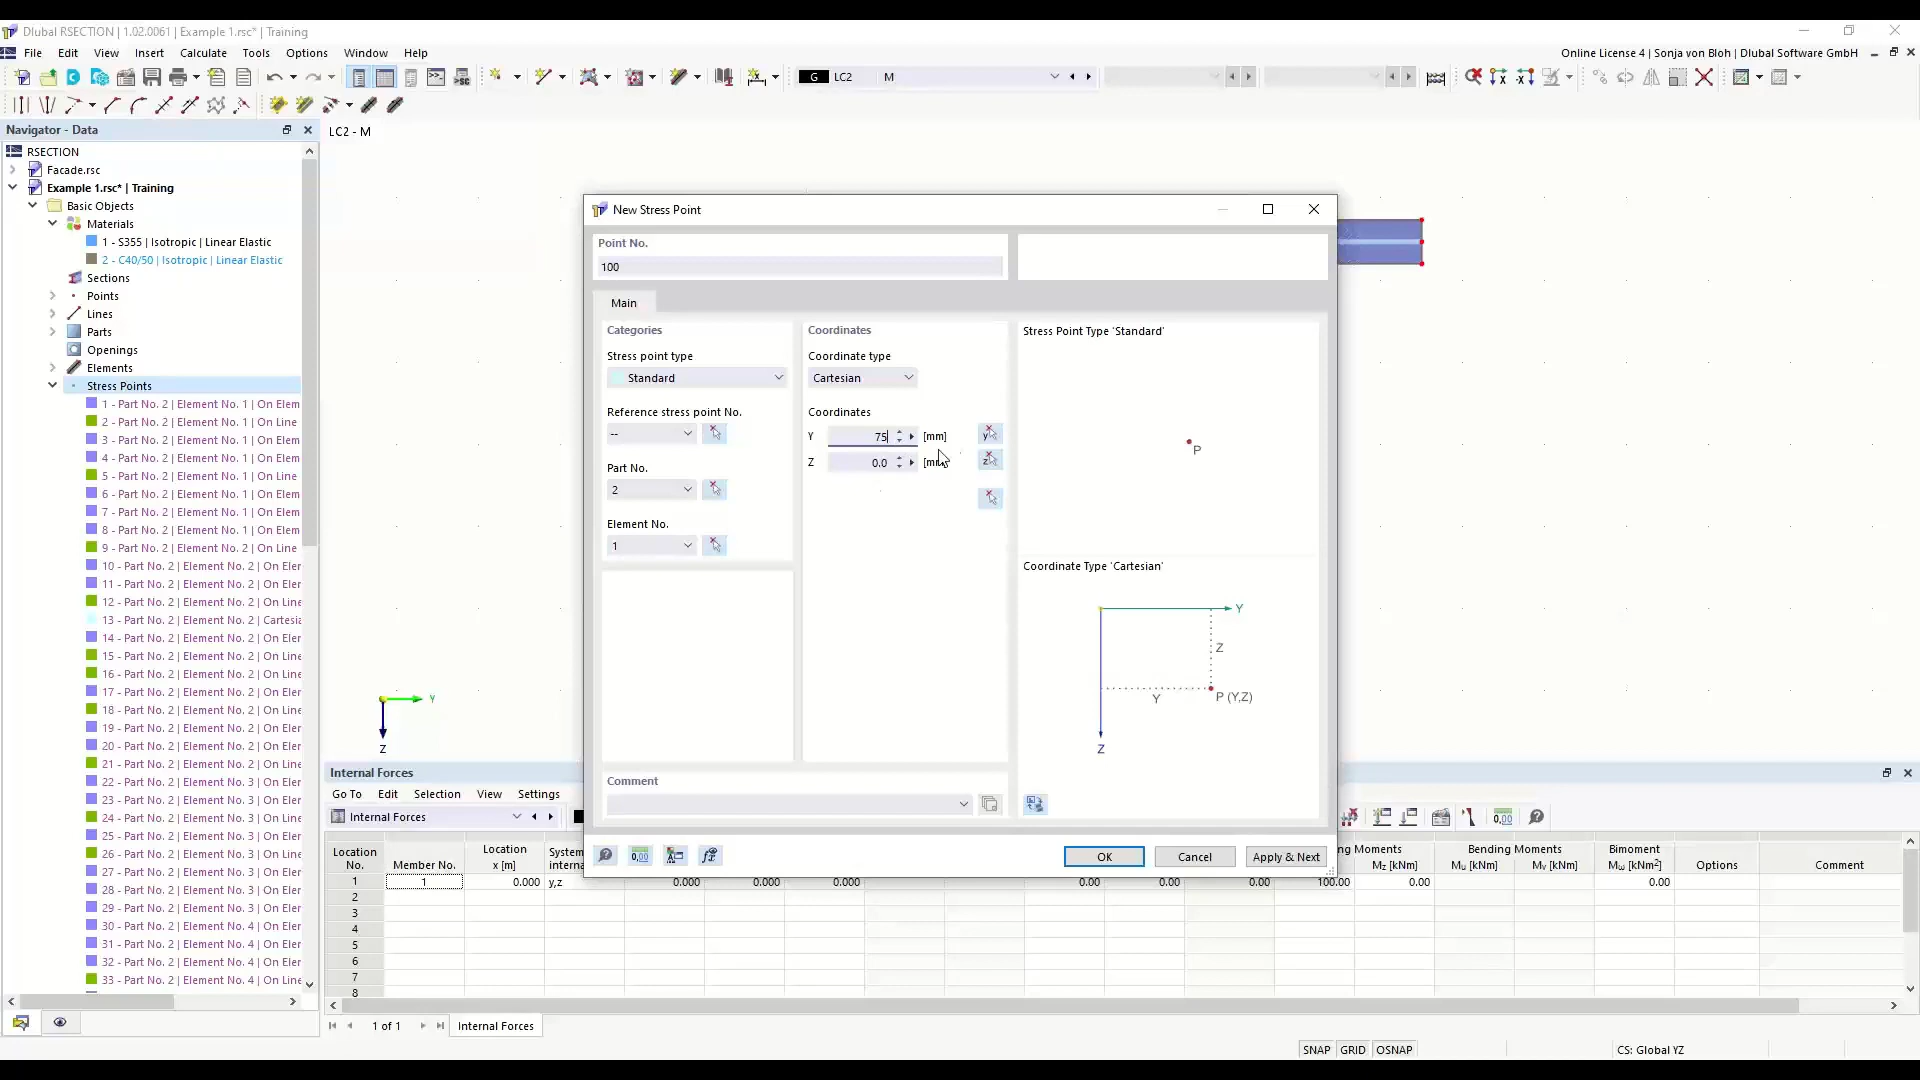 Dlubal RSECTION | 1.02.0061 | Example 1.rsc* | Training
File Edit View Insert Calculate Tools Options Window Help
Online License 4 | Sonja von Bloh | Dlubal Software GmbH
G LC2 M
Navigator - Data
LC2 - M
RSECTION
Facade.rsc
Example 1.rsc* | Training
Basic Objects
Materials
1 - S355 | Isotropic | Linear Elastic
2 - C40/50 | Isotropic | Linear Elastic
Sections
Points
Lines
Parts
Openings
Elements
Stress Points
1 - Part No. 2 | Element No. 1 | On Elem
2 - Part No. 2 | Element No. 1 | On Line
3 - Part No. 2 | Element No. 1 | On Elem
4 - Part No. 2 | Element No. 1 | On Elem
5 - Part No. 2 | Element No. 1 | On Line
6 - Part No. 2 | Element No. 1 | On Elem
7 - Part No. 2 | Element No. 1 | On Elem
8 - Part No. 2 | Element No. 1 | On Elem
9 - Part No. 2 | Element No. 2 | On Line
10 - Part No. 2 | Element No. 2 | On Eler
11 - Part No. 2 | Element No. 2 | On Eler
12 - Part No. 2 | Element No. 2 | On Line
13 - Part No. 2 | Element No. 2 | Cartesia
14 - Part No. 2 | Element No. 2 | On Eler
15 - Part No. 2 | Element No. 2 | On Line
16 - Part No. 2 | Element No. 2 | On Line
17 - Part No. 2 | Element No. 2 | On Eler
18 - Part No. 2 | Element No. 2 | On Line
19 - Part No. 2 | Element No. 2 | On Eler
20 - Part No. 2 | Element No. 2 | On Eler
21 - Part No. 2 | Element No. 2 | On Line
22 - Part No. 2 | Element No. 3 | On Eler
23 - Part No. 2 | Element No. 3 | On Eler
24 - Part No. 2 | Element No. 3 | On Line
25 - Part No. 2 | Element No. 3 | On Eler
26 - Part No. 2 | Element No. 3 | On Line
27 - Part No. 2 | Element No. 3 | On Eler
28 - Part No. 2 | Element No. 3 | On Eler
29 - Part No. 2 | Element No. 3 | On Eler
30 - Part No. 2 | Element No. 4 | On Eler
31 - Part No. 2 | Element No. 4 | On Eler
32 - Part No. 2 | Element No. 4 | On Eler
33 - Part No. 2 | Element No. 4 | On Line
Y
Z
New Stress Point
Point No.
100
Main
Categories
Stress point type
Standard
Reference stress point No.
--
Part No.
2
Element No.
1
Coordinates
Coordinate type
Cartesian
Coordinates
Y 75 [mm]
Z 0.0
Stress Point Type 'Standard'
P
Coordinate Type 'Cartesian'
Y
Z
Y
P (Y,Z)
Z
Comment
OK Cancel Apply & Next
Internal Forces
Go To Edit Selection View Settings
Internal Forces
Location No. Member No. Location x [m] System interna
ng Moments Mz [kNm] Bending Moments Mu [kNm] Mv [kNm] Bimoment Mω [kNm²] Options Comment
1 1 0.000 y,z 0.000 0.000 0.000 0.00 0.00 0.00 100.00 0.00 0.00
2
3
4
5
6
7
8
1 of 1 Internal Forces
SNAP GRID OSNAP CS: Global YZ